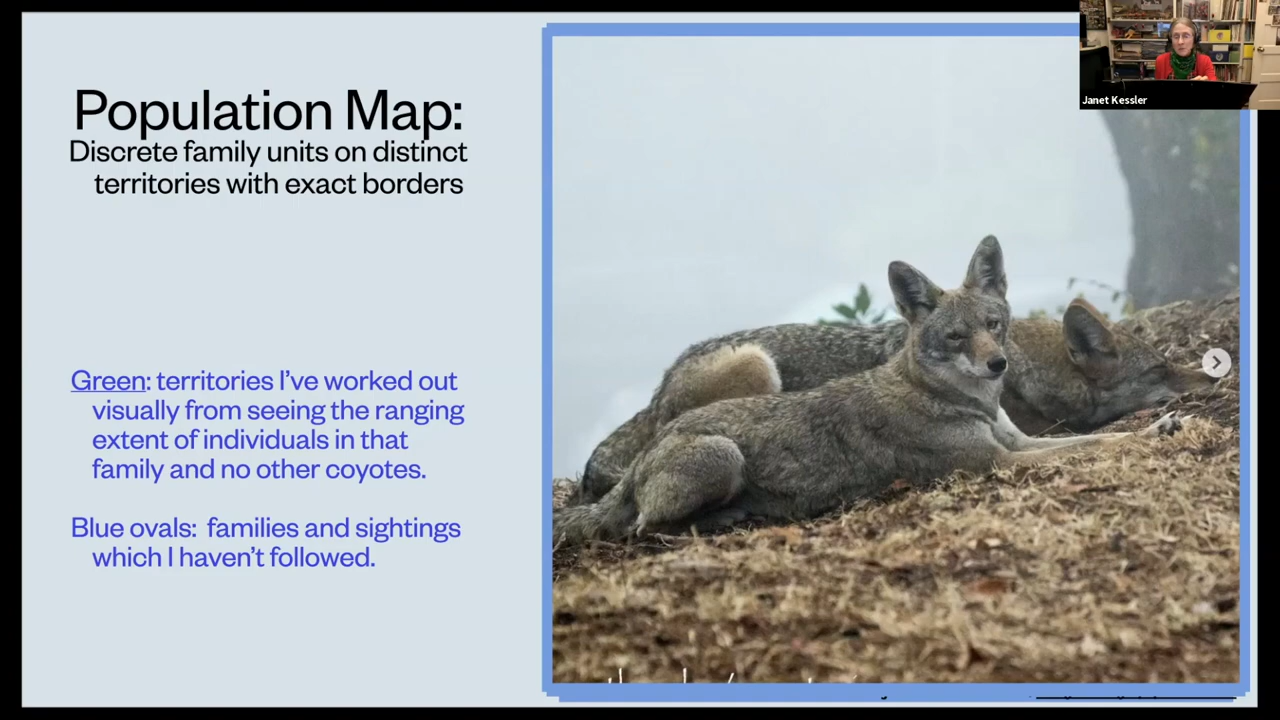 Population Map:
Discrete family units on distinct
territories with exact borders
Green: territories I’ve worked out
visually from seeing the ranging
extent of individuals in that
family and no other coyotes.
Blue ovals:  families and sightings
which I haven’t followed.
Janet Kessler